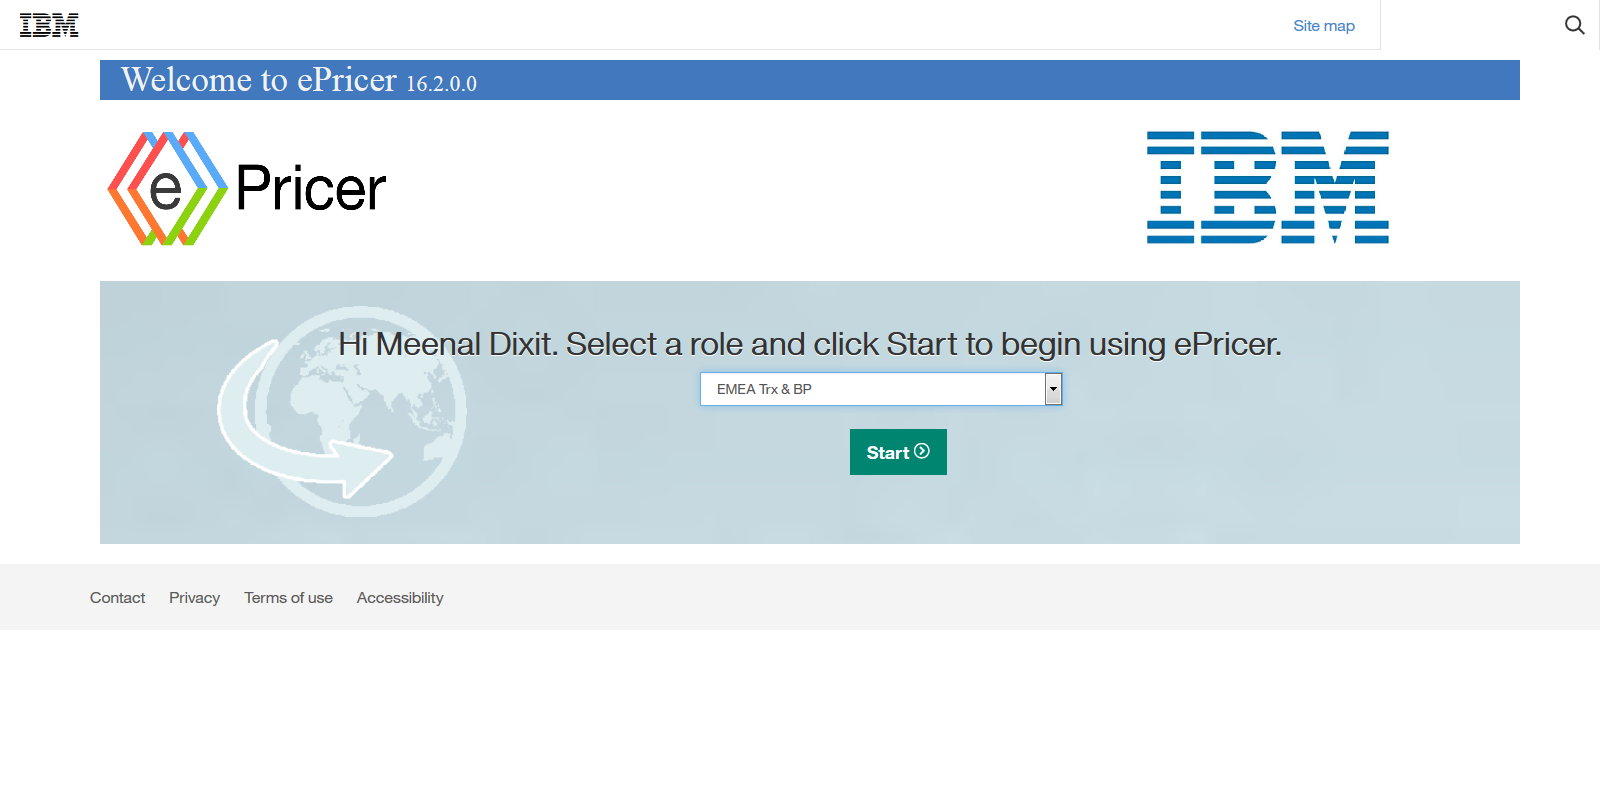 IBM
Site map
Welcome to ePricer 16.2.0.0
e Pricer
IBM
Hi Meenal Dixit. Select a role and click Start to begin using ePricer.
EMEA Trx & BP
Start
Contact Privacy Terms of use Accessibility